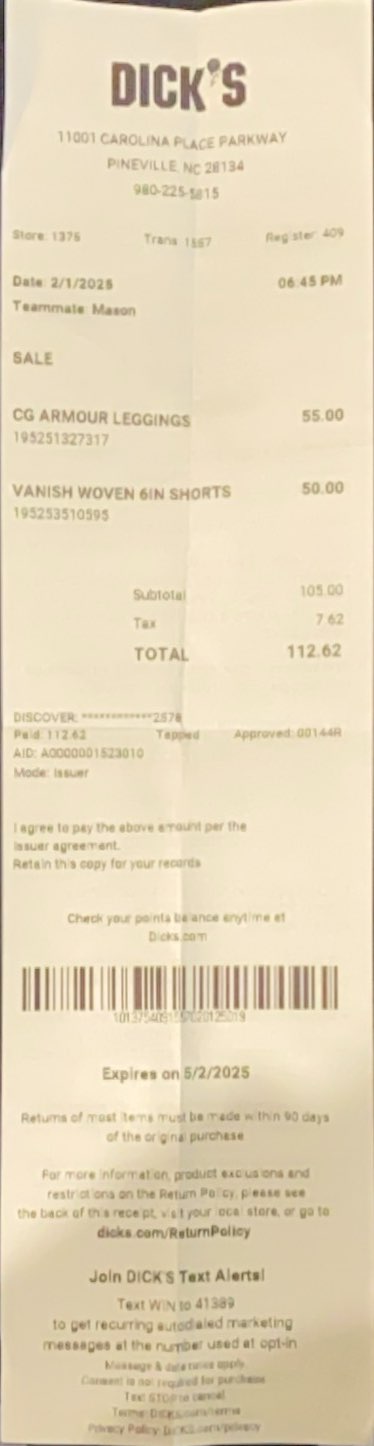 DICK'S
11001 CAROLINA PLACE PARKWAY
PINEVILLE, NC 28134
980-225-5815
Store: 1375 Trans: 1557 Register: 409
Date: 2/1/2025 06:45 PM
Teammate: Mason
SALE
CG ARMOUR LEGGINGS 55.00
195251327317
VANISH WOVEN 6IN SHORTS 50.00
195253510595
Subtotal 105.00
Tax 7.62
TOTAL 112.62
DISCOVER: ************2578
Paid: 112.62 Tapped Approved: 00144R
AID: A0000001523010
Mode: Issuer
I agree to pay the above amount per the
issuer agreement.
Retain this copy for your records
Check your points balance anytime at
Dicks.com
Expires on 5/2/2025
Returns of most items must be made within 90 days
of the original purchase
For more information, product exclusions and
restrictions on the Return Policy, please see
the back of this receipt, visit your local store, or go to
dicks.com/ReturnPolicy
Join DICK'S Text Alerts!
Text WIN to 41389
to get recurring autodialed marketing
messages at the number used at opt-in
Message & data rates apply.
Consent is not required for purchase
Text STOP to cancel.
Terms: Dicks.com/terms
Privacy Policy: Dicks.com/privacy